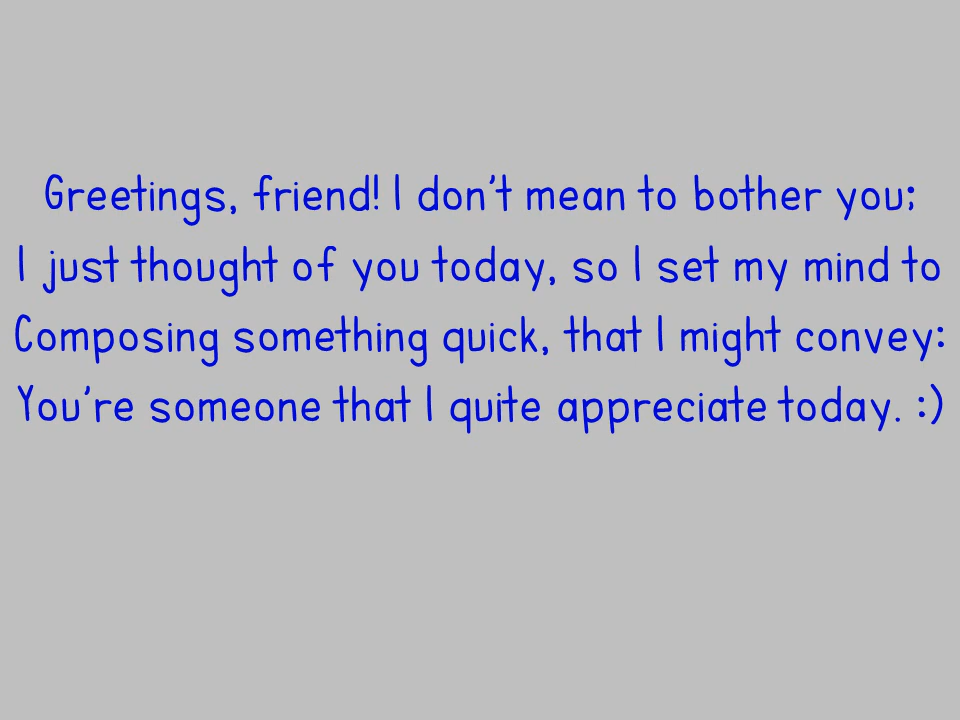 Greetings, friend! I don't mean to bother you;
I just thought of you today, so I set my mind to
Composing something quick, that I might convey:
You're someone that I quite appreciate today. :)